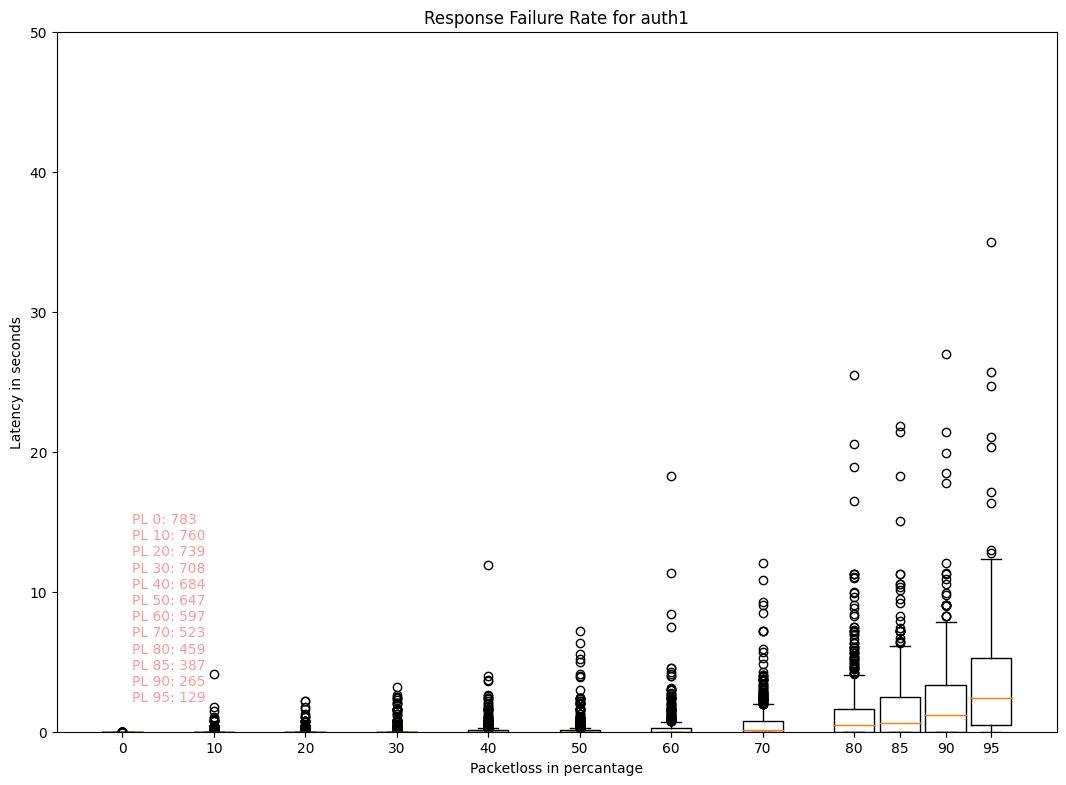 Response Failure Rate for auth1
50
40
30
20
10
0
Latency in seconds
PL 0: 783
PL 10: 760
PL 20: 739
PL 30: 708
PL 40: 684
PL 50: 647
PL 60: 597
PL 70: 523
PL 80: 459
PL 85: 387
PL 90: 265
PL 95: 129
0 10 20 30 40 50 60 70 80 85 90 95
Packetloss in percantage